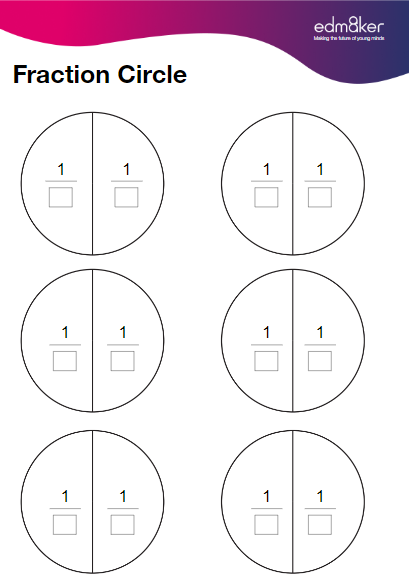 edm8ker
Making the future of young minds
Fraction Circle
1 1 1 1
1 1 1 1
1 1 1 1